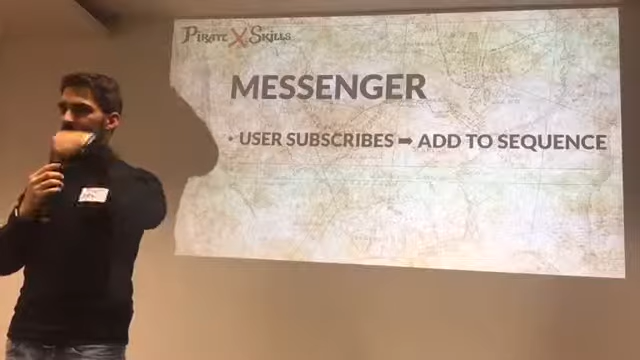 PIRATE X SKILLS
MESSENGER
• USER SUBSCRIBES ➡ ADD TO SEQUENCE